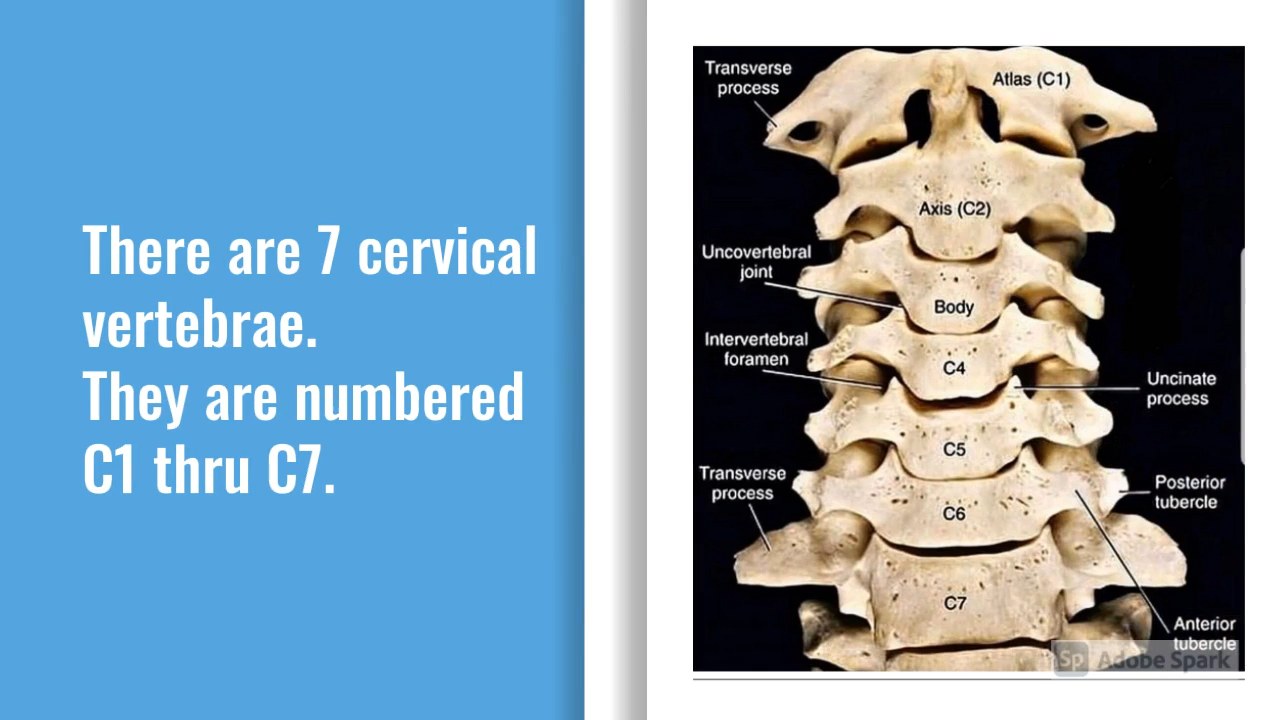 There are 7 cervical
vertebrae.
They are numbered
C1 thru C7.
Transverse
process
Atlas (C1)
Axis (C2)
Uncovertebral
joint
Body
Intervertebral
foramen
C4
Uncinate
process
C5
Transverse
process
Posterior
tubercle
C6
C7
Anterior
tubercle
Sp Adobe Spark